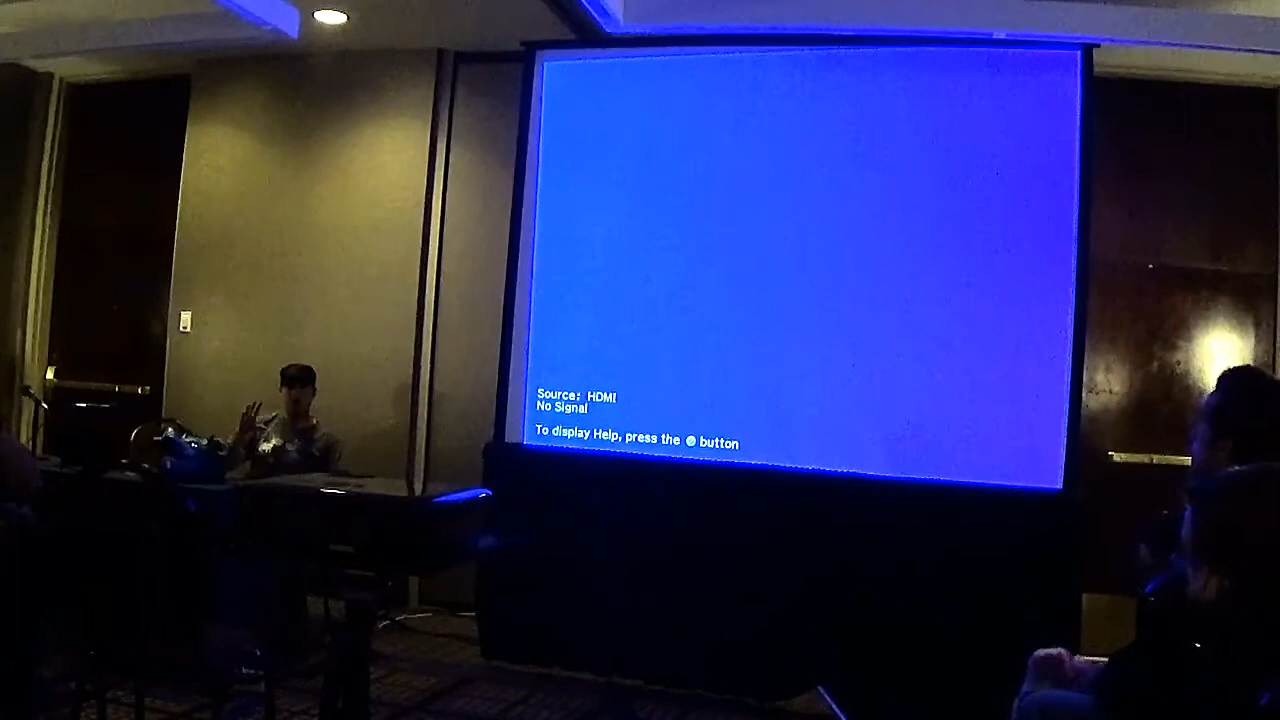 Source: HDMI
No Signal
To display Help, press the button